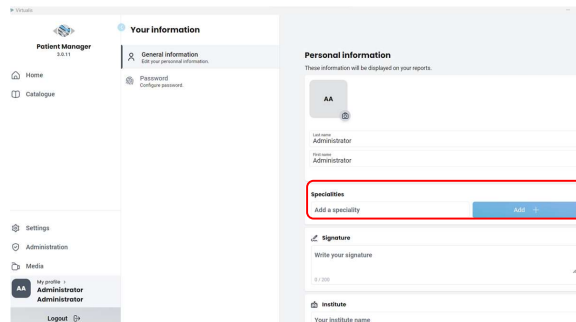 Virtualis
Patient Manager
3.0.11
Home
Catalogue
Settings
Administration
Media
AA
My profile >
Administrator
Administrator
Logout
Your information
General information
Edit your personnal information.
Password
Configure password.
Personal information
These information will be displayed on your reports.
AA
Last name
Administrator
First name
Administrator
Specialities
Add a speciality
Add +
Signature
Write your signature
0 / 200
Institute
Your institute name